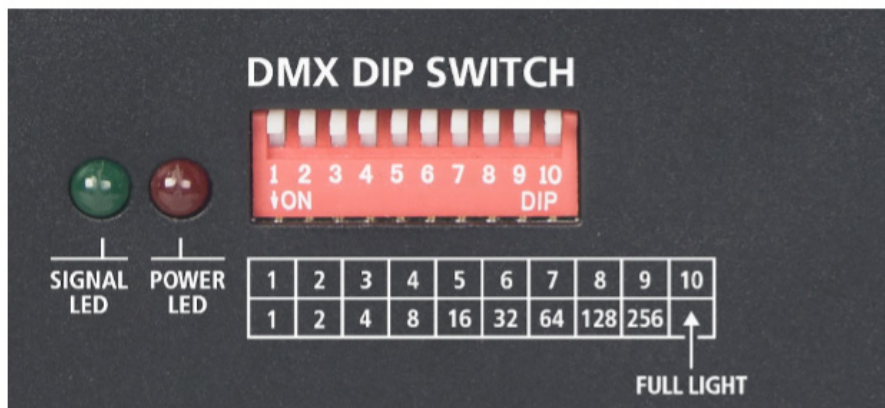 DMX DIP SWITCH
1 2 3 4 5 6 7 8 9 10
↓ON DIP
SIGNAL LED
POWER LED
1 2 3 4 5 6 7 8 9 10
1 2 4 8 16 32 64 128 256
FULL LIGHT